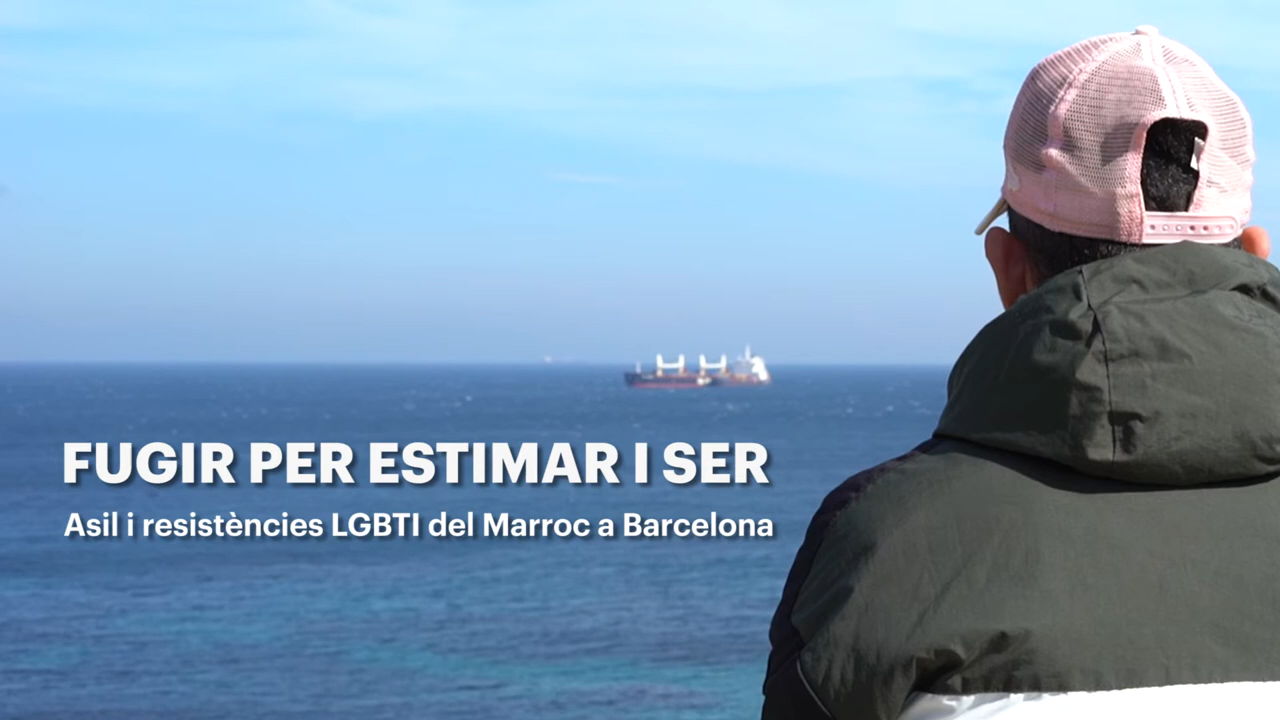 FUGIR PER ESTIMAR I SER
Asil i resistències LGBTI del Marroc a Barcelona